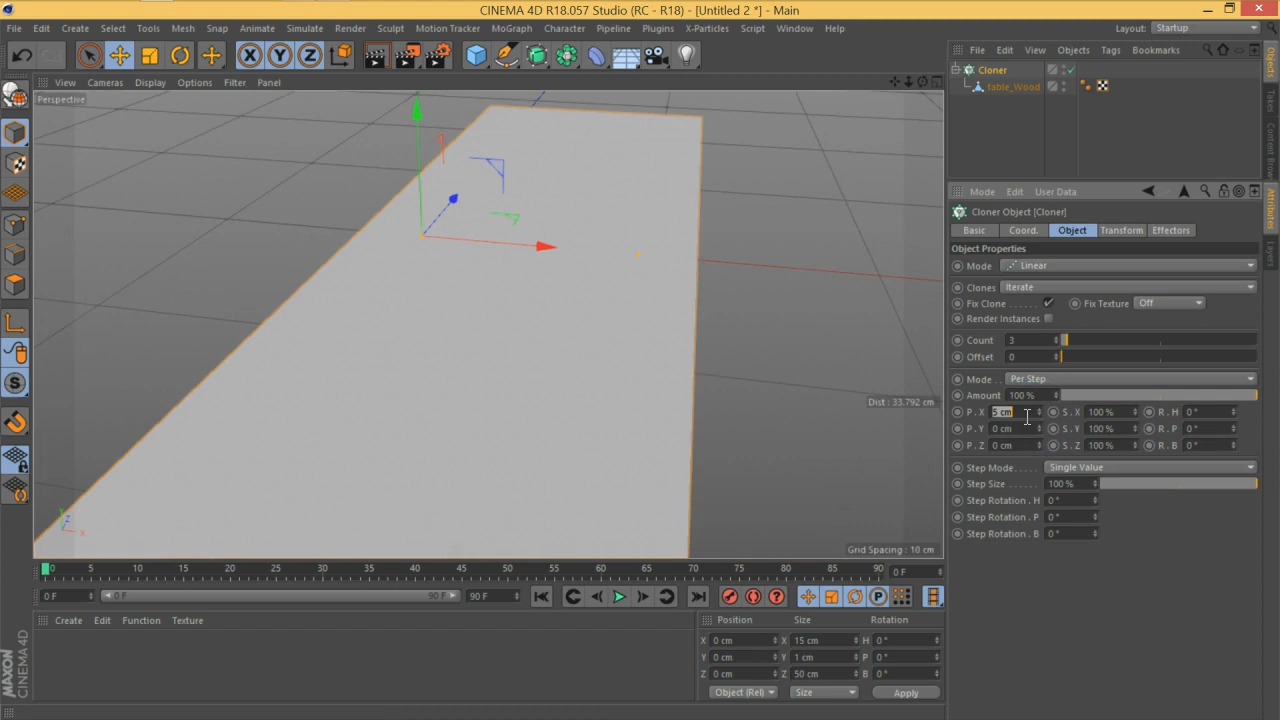 CINEMA 4D R18.057 Studio (RC - R18) - [Untitled 2 *] - Main
File Edit Create Select Tools Mesh Snap Animate Simulate Render Sculpt Motion Tracker MoGraph Character Pipeline Plugins X-Particles Script Window Help Layout: Startup
X Y Z
File Edit View Objects Tags Bookmarks
Cloner
table_Wood
View Cameras Display Options Filter Panel
Perspective
Mode Edit User Data
Cloner Object [Cloner]
Basic Coord. Object Transform Effectors
Object Properties
Mode Linear
Clones Iterate
Fix Clone Fix Texture Off
Render Instances
Count 3
Offset 0
Mode Per Step
Amount 100 %
P . X 5 cm S . X 100 % R . H 0 °
P . Y 0 cm S . Y 100 % R . P 0 °
P . Z 0 cm S . Z 100 % R . B 0 °
Step Mode Single Value
Step Size 100 %
Step Rotation . H 0 °
Step Rotation . P 0 °
Step Rotation . B 0 °
Objects
Takes
Content Browser
Attributes
Layers
Dist : 33.792 cm
Y Z X
Grid Spacing : 10 cm
0 5 10 15 20 25 30 35 40 45 50 55 60 65 70 75 80 85 90 0 F
0 F 0 F 90 F 90 F
Create Edit Function Texture
Position Size Rotation
X 0 cm X 15 cm H 0 °
Y 0 cm Y 1 cm P 0 °
Z 0 cm Z 50 cm B 0 °
Object (Rel) Size Apply
MAXON
CINEMA 4D